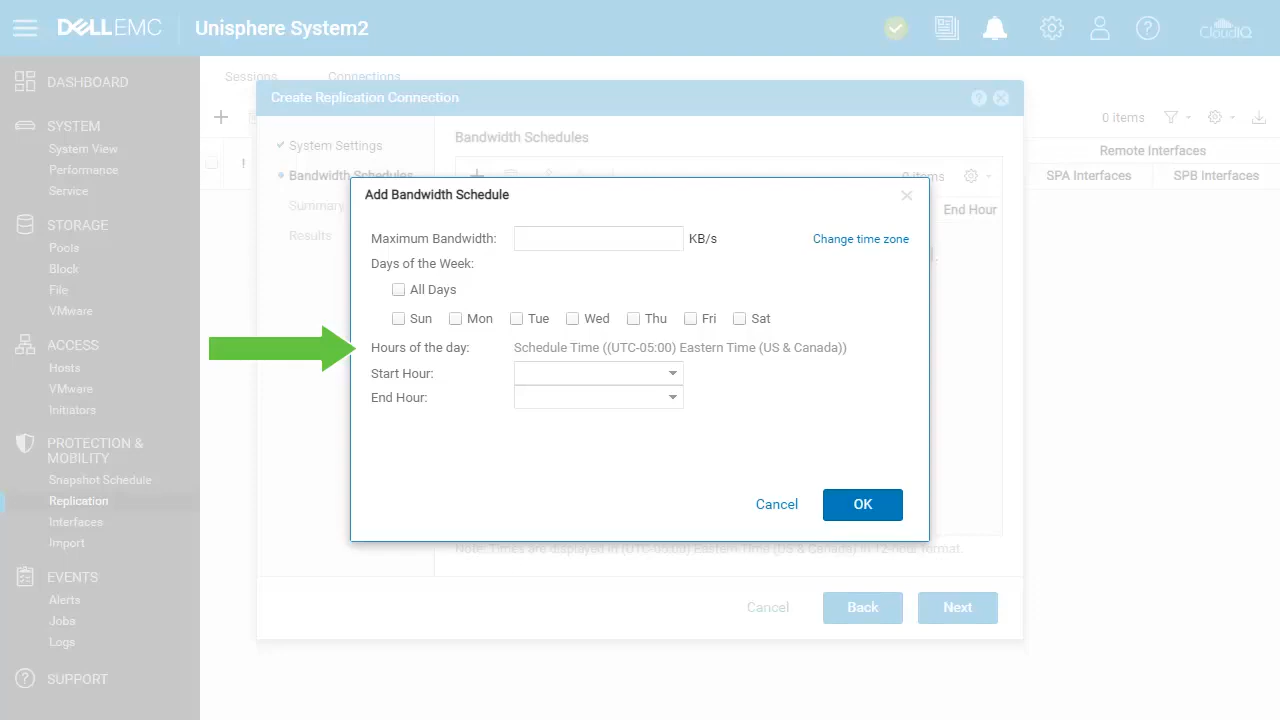 DELLEMC
Unisphere System2
CloudIQ
DASHBOARD
SYSTEM
System View
Performance
Service
STORAGE
Pools
Block
File
VMware
ACCESS
Hosts
VMware
Initiators
PROTECTION &
MOBILITY
Snapshot Schedule
Replication
Interfaces
Import
EVENTS
Alerts
Jobs
Logs
SUPPORT
Sessions Connections
0 items
!
Remote Interfaces
SPA Interfaces SPB Interfaces
Create Replication Connection
System Settings
Bandwidth Schedules
Summary
Results
Bandwidth Schedules
0 items
End Hour
Add Bandwidth Schedule
Maximum Bandwidth: KB/s Change time zone
Days of the Week:
All Days
Sun Mon Tue Wed Thu Fri Sat
Hours of the day: Schedule Time ((UTC-05:00) Eastern Time (US & Canada))
Start Hour:
End Hour:
Cancel OK
Note: Times are displayed in (UTC-05:00) Eastern Time (US & Canada) in 12-hour format.
Cancel Back Next